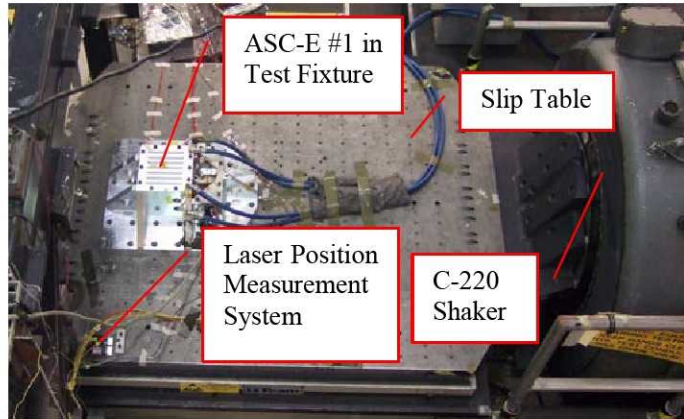 ASC-E #1 in
Test Fixture
Slip Table
Laser Position
Measurement
System
C-220
Shaker